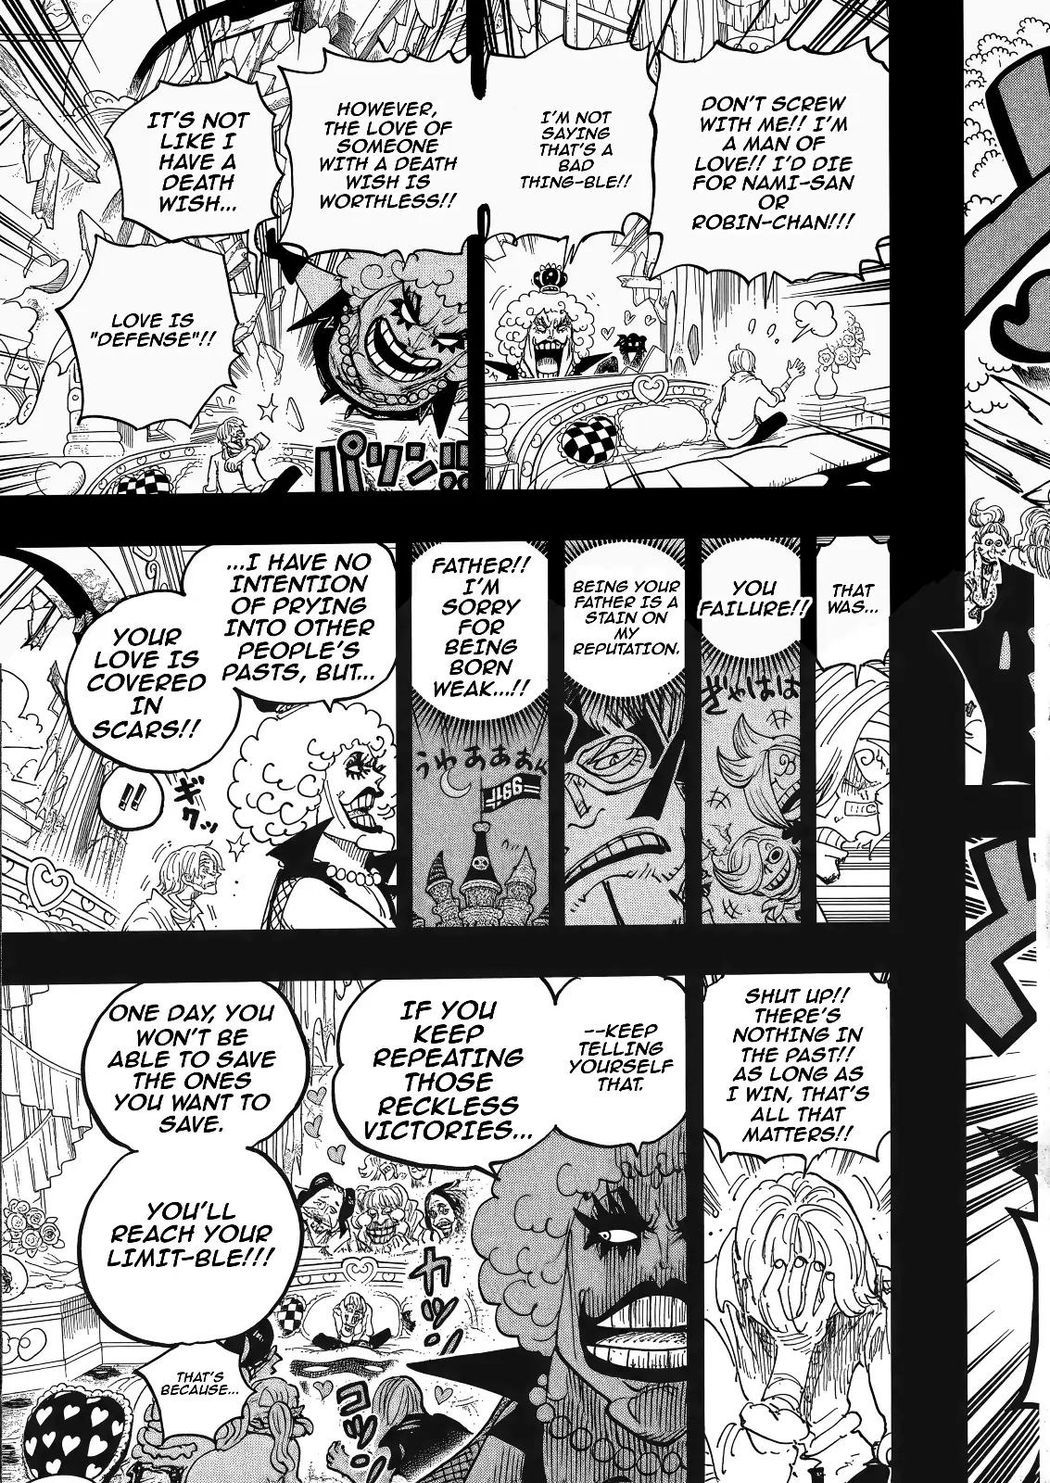 DON'T SCREW
WITH ME!! I'M
A MAN OF
LOVE!! I'D DIE
FOR NAMI-SAN
OR
ROBIN-CHAN!!!
I'M NOT
SAYING
THAT'S A
BAD
THING-BLE!!
HOWEVER,
THE LOVE OF
SOMEONE
WITH A DEATH
WISH IS
WORTHLESS!!
IT'S NOT
LIKE I
HAVE A
DEATH
WISH...
LOVE IS
"DEFENSE"!!
パリン!!
THAT
WAS...
YOU
FAILURE!!
ぎゃははは
BEING YOUR
FATHER IS A
STAIN ON
MY
REPUTATION.
FATHER!!
I'M
SORRY
FOR
BEING
BORN
WEAK...!!
うわあああん
...I HAVE NO
INTENTION
OF PRYING
INTO OTHER
PEOPLE'S
PASTS, BUT...
YOUR
LOVE IS
COVERED
IN
SCARS!!
!!
ギクッ
SHUT UP!!
THERE'S
NOTHING IN
THE PAST!!
AS LONG AS
I WIN, THAT'S
ALL THAT
MATTERS!!
--KEEP
TELLING
YOURSELF
THAT.
IF YOU
KEEP
REPEATING
THOSE
RECKLESS
VICTORIES...
ONE DAY, YOU
WON'T BE
ABLE TO SAVE
THE ONES
YOU WANT TO
SAVE.
YOU'LL
REACH YOUR
LIMIT-BLE!!!
カツッ!!
コツッ!
THAT'S
BECAUSE...